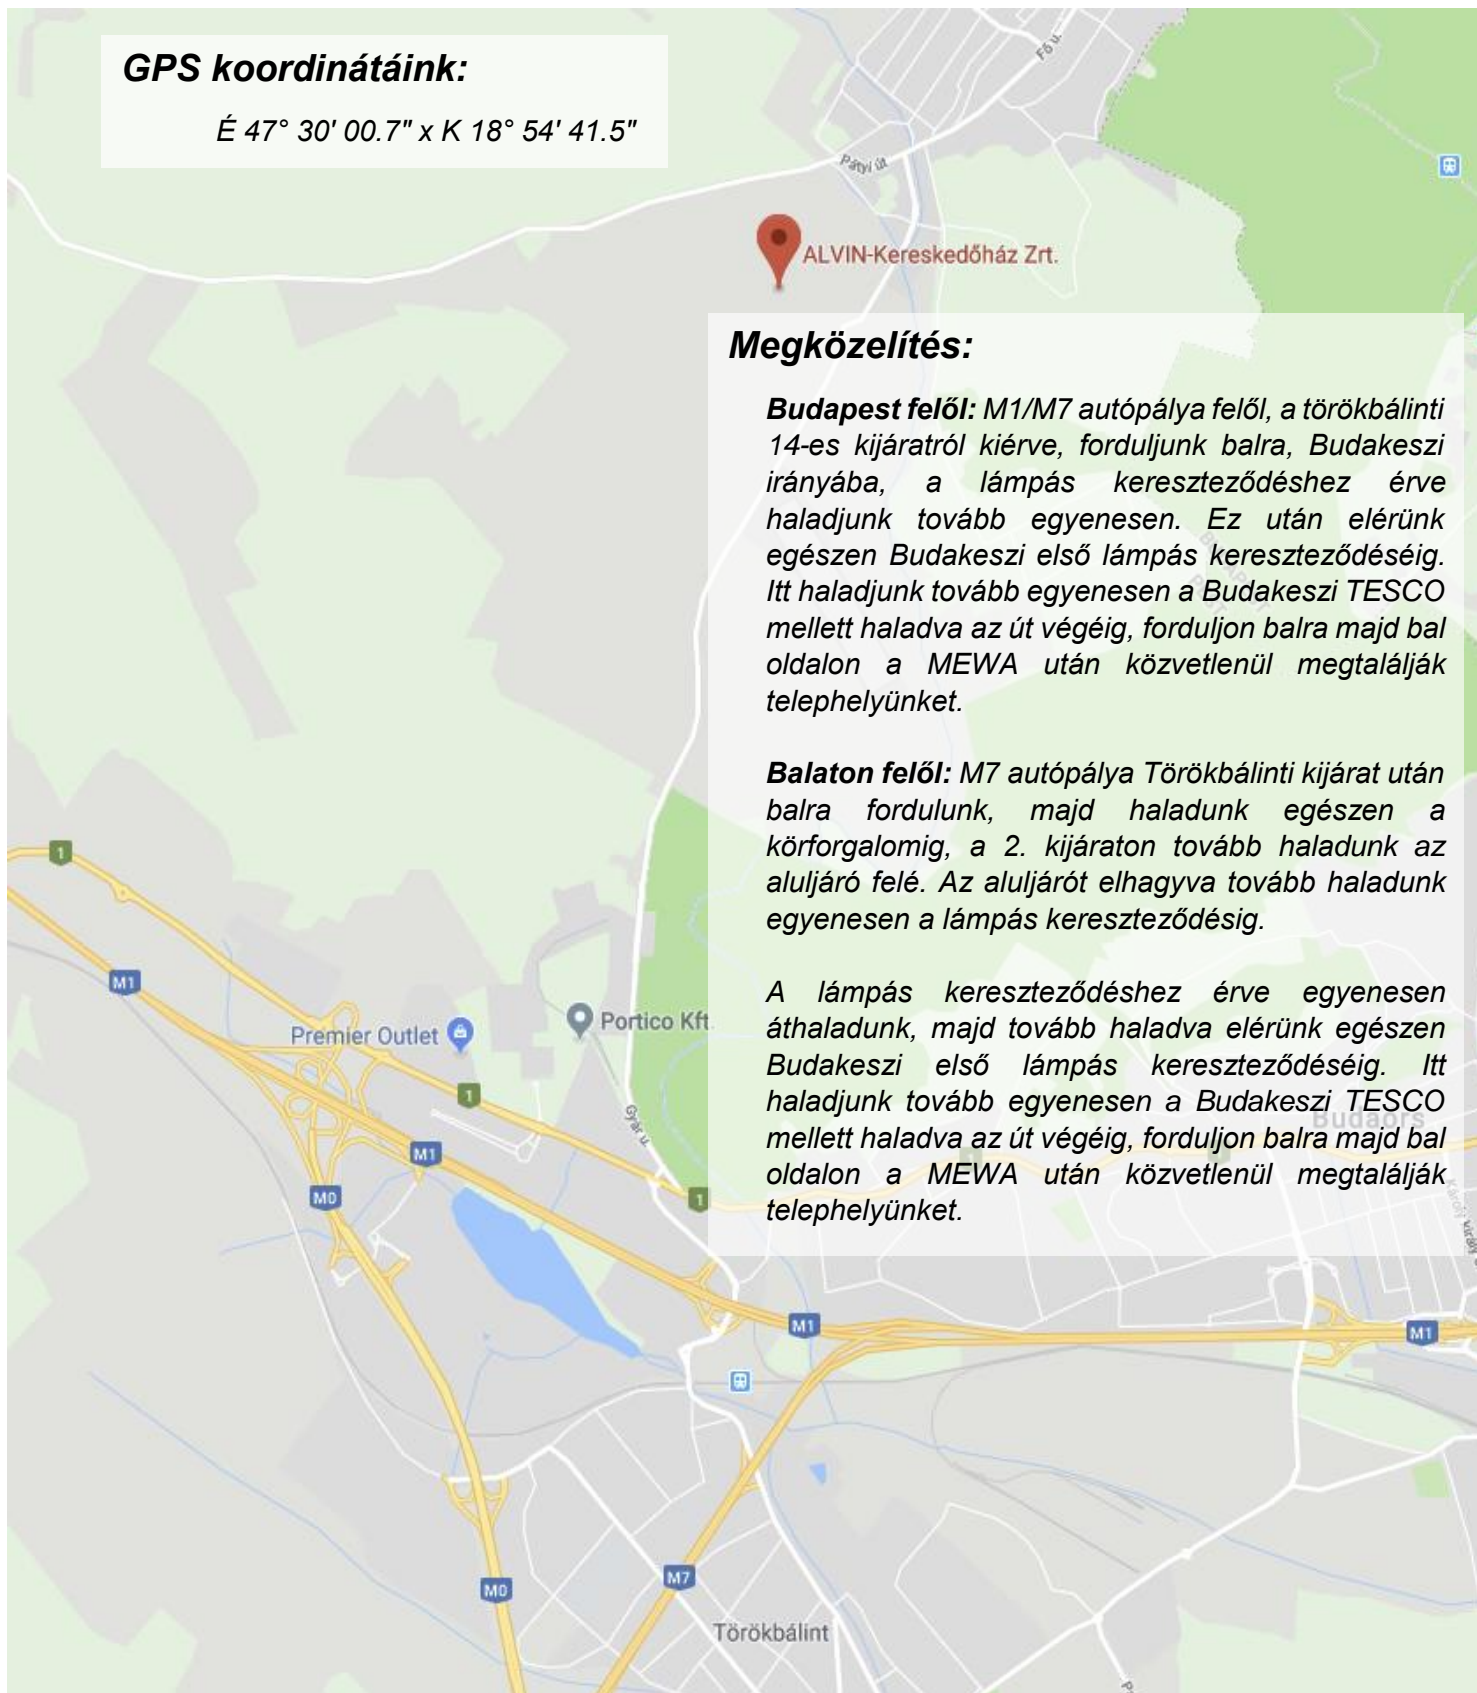 GPS koordinátáink:
É 47° 30' 00.7" x K 18° 54' 41.5"
Fő u.
Pátyi út
ALVIN-Kereskedőház Zrt.
Megközelítés:
Budapest felől: M1/M7 autópálya felől, a törökbálinti
14-es kijáratról kiérve, forduljunk balra, Budakeszi
irányába, a lámpás kereszteződéshez érve
haladjunk tovább egyenesen. Ez után elérünk
egészen Budakeszi első lámpás kereszteződéséig.
Itt haladjunk tovább egyenesen a Budakeszi TESCO
mellett haladva az út végéig, forduljon balra majd bal
oldalon a MEWA után közvetlenül megtalálják
telephelyünket.
Balaton felől: M7 autópálya Törökbálinti kijárat után
balra fordulunk, majd haladunk egészen a
körforgalomig, a 2. kijáraton tovább haladunk az
aluljáró felé. Az aluljárót elhagyva tovább haladunk
egyenesen a lámpás kereszteződésig.
A lámpás kereszteződéshez érve egyenesen
áthaladunk, majd tovább haladva elérünk egészen
Budakeszi első lámpás kereszteződéséig. Itt
haladjunk tovább egyenesen a Budakeszi TESCO
mellett haladva az út végéig, forduljon balra majd bal
oldalon a MEWA után közvetlenül megtalálják
telephelyünket.
1
M1
Premier Outlet
Portico Kft.
1
Gyár u.
Budaörs
M1
1
1
1
M0
Károly király
M1
M1
M7
M0
Törökbálint